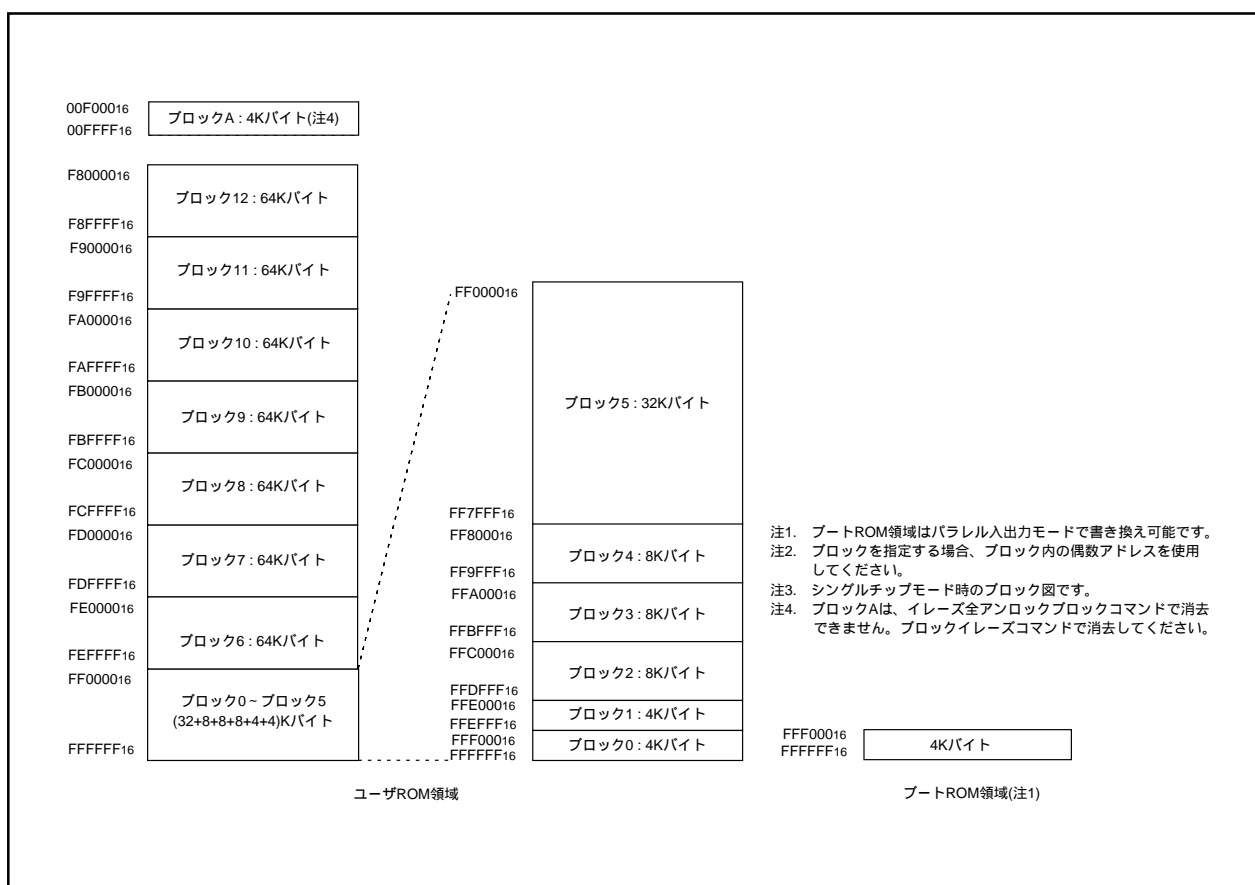 00F00016
ブロックA : 4Kバイト(注4)
00FFFF16
F8000016
ブロック12 : 64Kバイト
F8FFFF16
F9000016
ブロック11 : 64Kバイト
F9FFFF16
FA000016
ブロック10 : 64Kバイト
FAFFFF16
FB000016
ブロック9 : 64Kバイト
FBFFFF16
FC000016
ブロック8 : 64Kバイト
FCFFFF16
FD000016
ブロック7 : 64Kバイト
FDFFFF16
FE000016
ブロック6 : 64Kバイト
FEFFFF16
FF000016
ブロック0~ブロック5
(32+8+8+8+4+4)Kバイト
FFFFFF16
FF000016
ブロック5 : 32Kバイト
FF7FFF16
FF800016
ブロック4 : 8Kバイト
FF9FFF16
FFA00016
ブロック3 : 8Kバイト
FFBFFF16
FFC00016
ブロック2 : 8Kバイト
FFDFFF16
FFE00016
ブロック1 : 4Kバイト
FFEFFF16
FFF00016
ブロック0 : 4Kバイト
FFFFFF16
ユーザROM領域
注1. ブートROM領域はパラレル入出力モードで書き換え可能です。
注2. ブロックを指定する場合、ブロック内の偶数アドレスを使用
してください。
注3. シングルチップモード時のブロック図です。
注4. ブロックAは、イレーズ全アンロックブロックコマンドで消去
できません。ブロックイレーズコマンドで消去してください。
FFF00016
FFFFFF16
4Kバイト
ブートROM領域(注1)